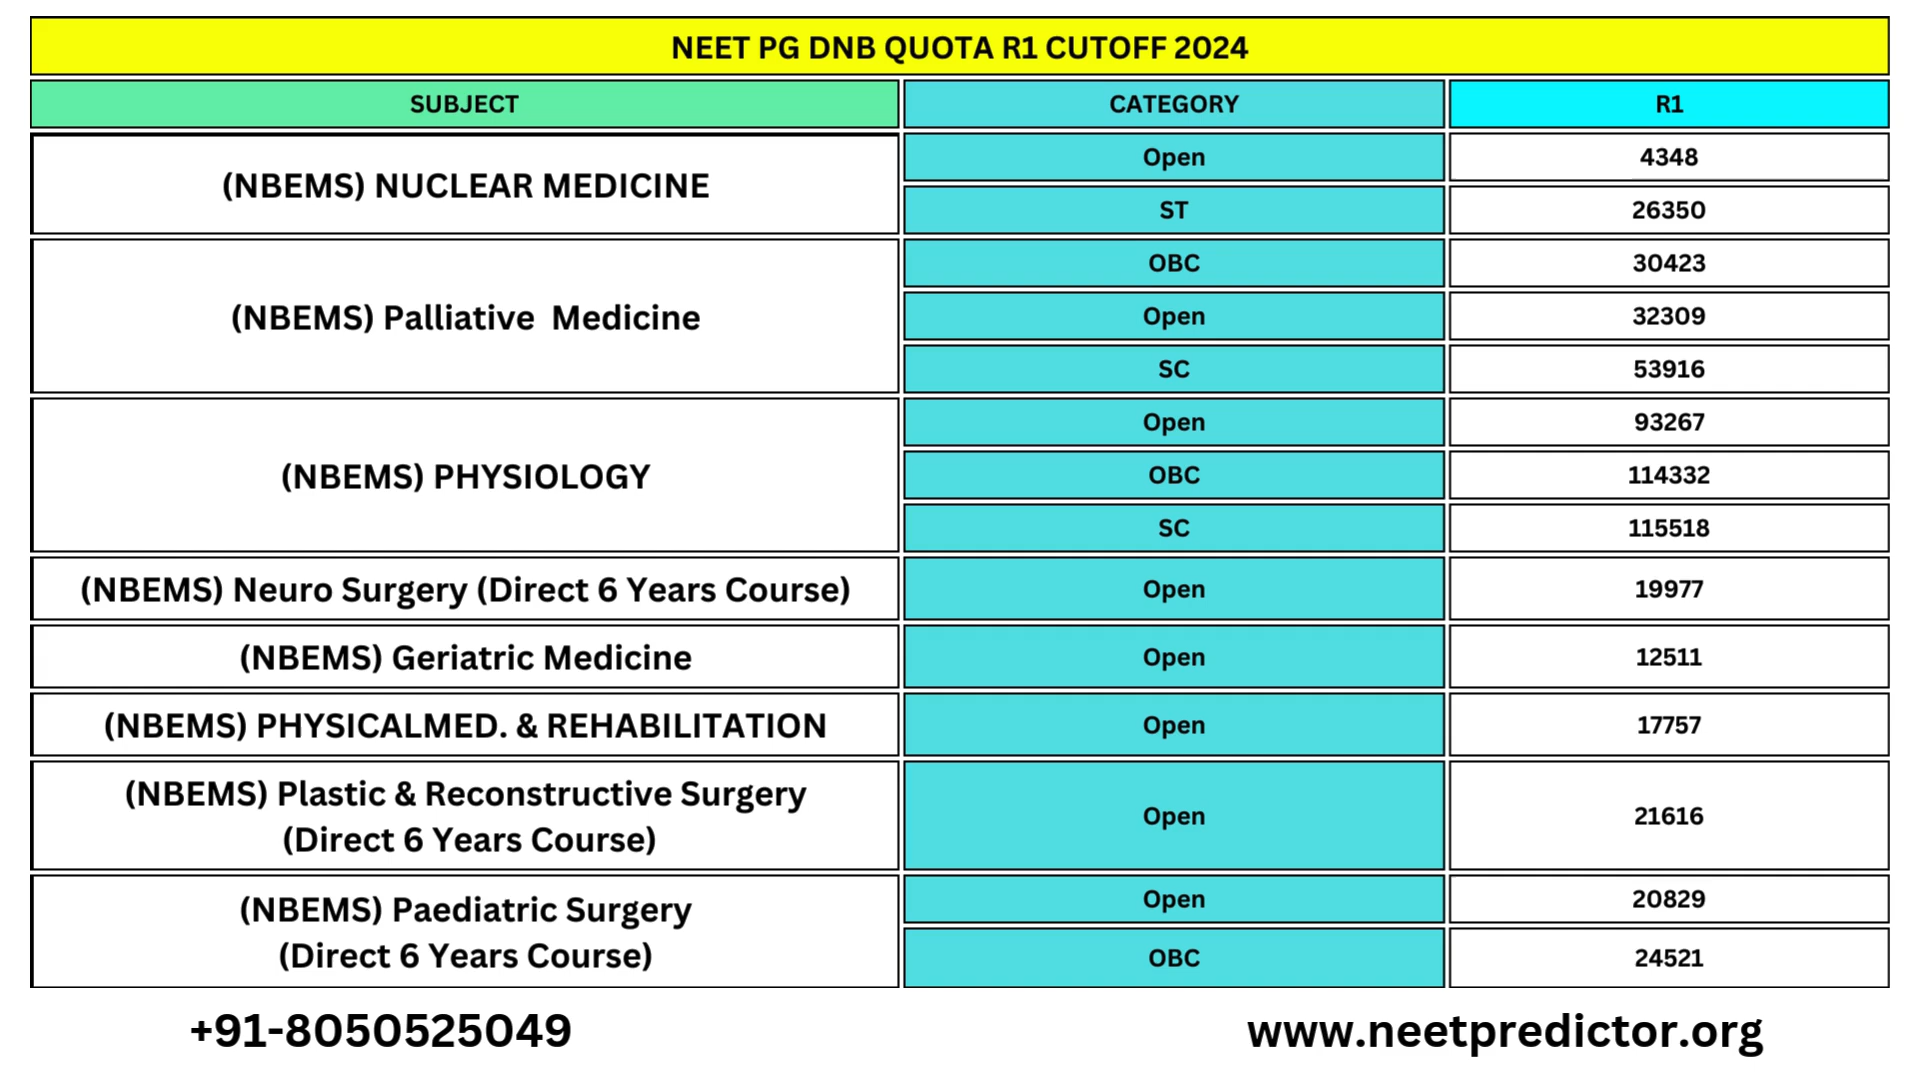 NEET PG DNB QUOTA R1 CUTOFF 2024
SUBJECT CATEGORY R1
(NBEMS) NUCLEAR MEDICINE
Open 4348
ST 26350
(NBEMS) Palliative  Medicine
OBC 30423
Open 32309
SC 53916
(NBEMS) PHYSIOLOGY
Open 93267
OBC 114332
SC 115518
(NBEMS) Neuro Surgery (Direct 6 Years Course) Open 19977
(NBEMS) Geriatric Medicine Open 12511
(NBEMS) PHYSICALMED. & REHABILITATION Open 17757
(NBEMS) Plastic & Reconstructive Surgery
(Direct 6 Years Course)
Open 21616
(NBEMS) Paediatric Surgery
(Direct 6 Years Course)
Open 20829
OBC 24521
+91-8050525049 www.neetpredictor.org